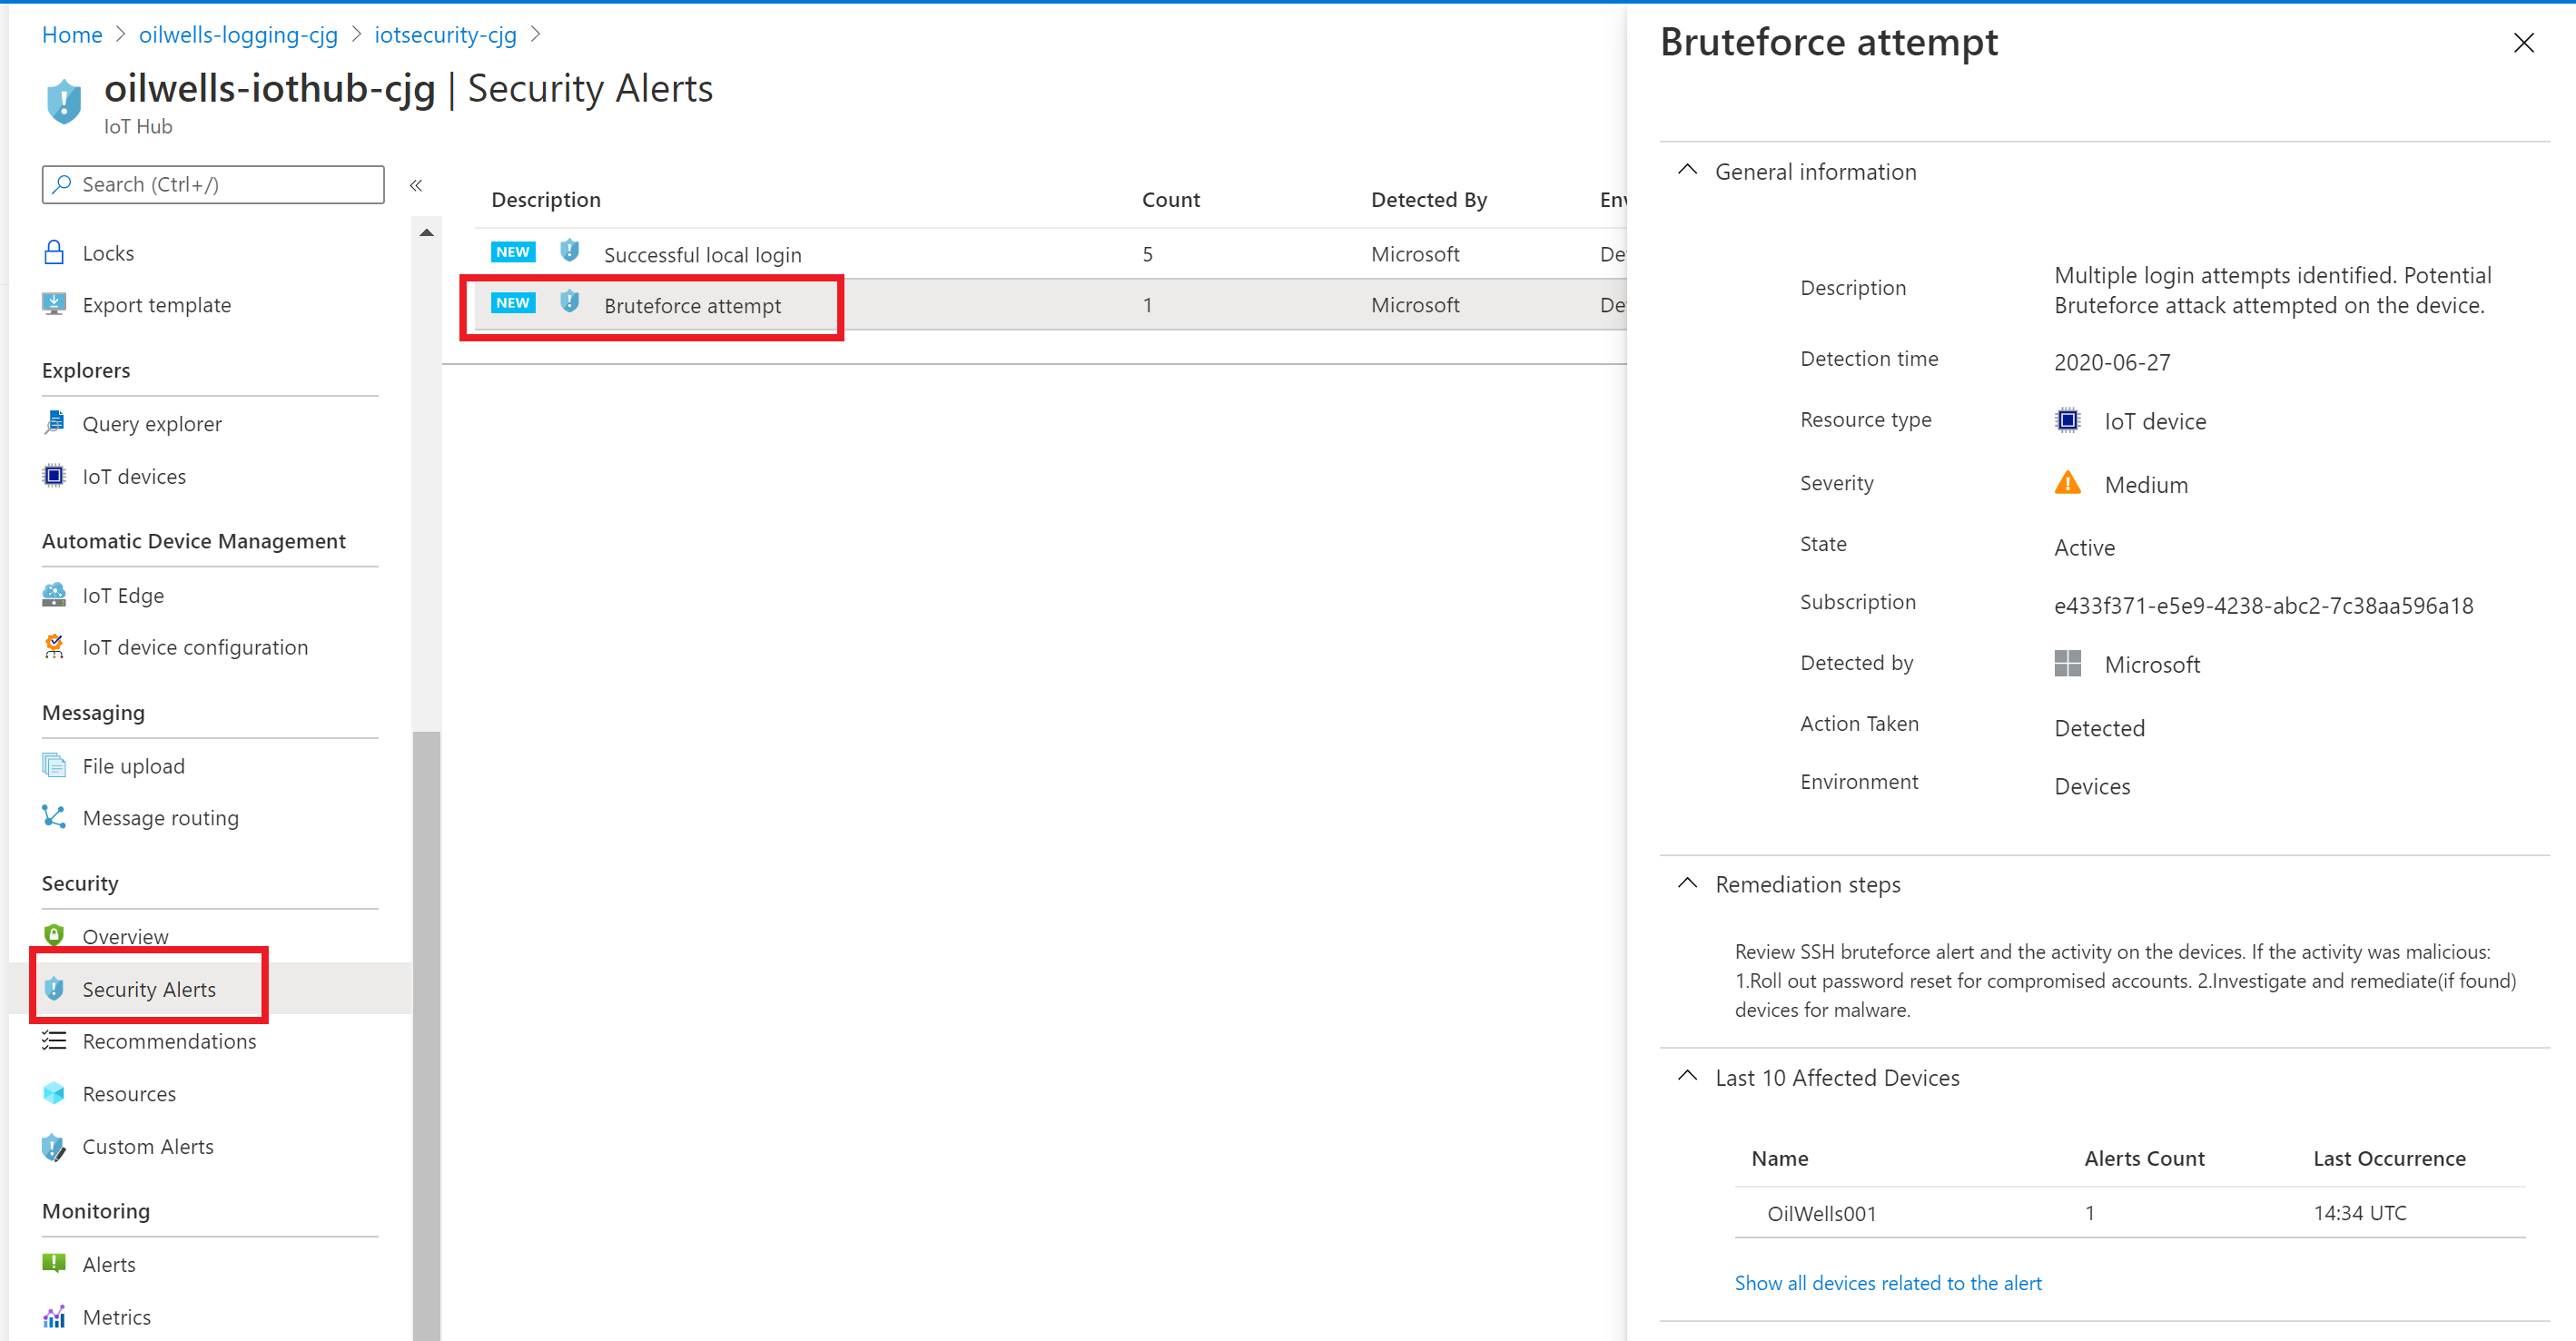 Home > oilwells-logging-cjg > iotsecurity-cjg >
oilwells-iothub-cjg | Security Alerts
IoT Hub
Search (Ctrl+/)
«
Locks
Export template
Explorers
Query explorer
IoT devices
Automatic Device Management
IoT Edge
IoT device configuration
Messaging
File upload
Message routing
Security
Overview
Security Alerts
Recommendations
Resources
Custom Alerts
Monitoring
Alerts
Metrics
Description Count Detected By Env
NEW Successful local login 5 Microsoft De
NEW Bruteforce attempt 1 Microsoft De
Bruteforce attempt
General information
Description Multiple login attempts identified. Potential
Bruteforce attack attempted on the device.
Detection time 2020-06-27
Resource type IoT device
Severity Medium
State Active
Subscription e433f371-e5e9-4238-abc2-7c38aa596a18
Detected by Microsoft
Action Taken Detected
Environment Devices
Remediation steps
Review SSH bruteforce alert and the activity on the devices. If the activity was malicious:
1.Roll out password reset for compromised accounts. 2.Investigate and remediate(if found)
devices for malware.
Last 10 Affected Devices
Name Alerts Count Last Occurrence
OilWells001 1 14:34 UTC
Show all devices related to the alert